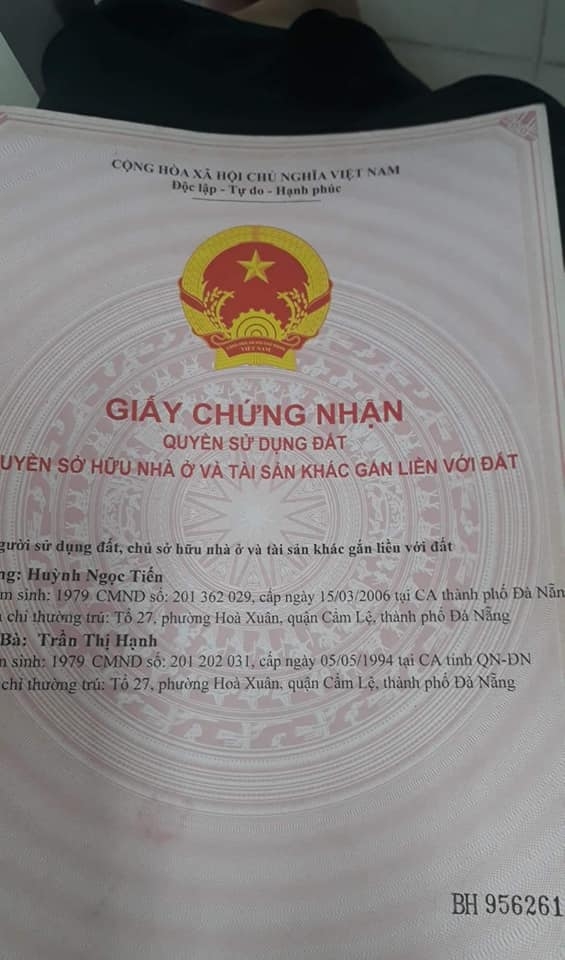 CỘNG HÒA XÃ HỘI CHỦ NGHĨA VIỆT NAM
Độc lập - Tự do - Hạnh phúc
VIỆT NAM
GIẤY CHỨNG NHẬN
QUYỀN SỬ DỤNG ĐẤT
UYỀN SỞ HỮU NHÀ Ở VÀ TÀI SẢN KHÁC GẮN LIỀN VỚI ĐẤT
gười sử dụng đất, chủ sở hữu nhà ở và tài sản khác gắn liền với đất
ng: Huỳnh Ngọc Tiến
m sinh: 1979 CMND số: 201 362 029, cấp ngày 15/03/2006 tại CA thành phố Đà Nẵn
chỉ thường trú: Tổ 27, phường Hoà Xuân, quận Cẩm Lệ, thành phố Đà Nẵng
Bà: Trần Thị Hạnh
n sinh: 1979 CMND số: 201 202 031, cấp ngày 05/05/1994 tại CA tỉnh QN-ĐN
chỉ thường trú: Tổ 27, phường Hoà Xuân, quận Cẩm Lệ, thành phố Đà Nẵng
BH 956261